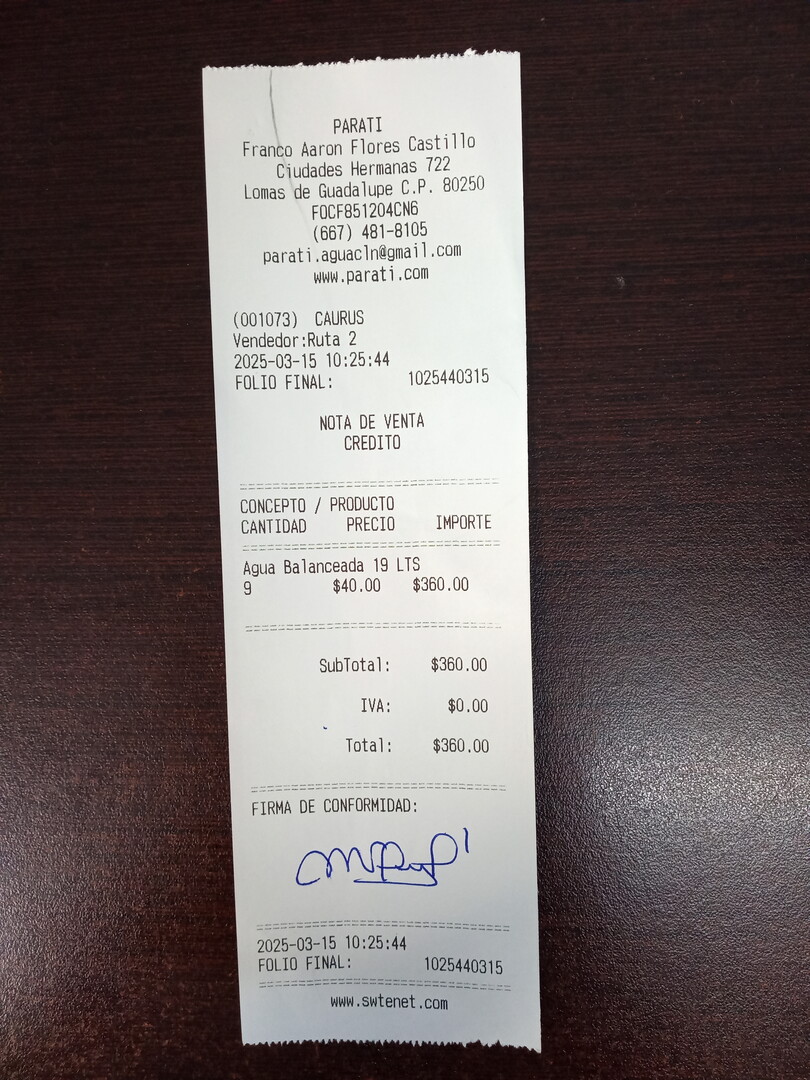 PARATI
Franco Aaron Flores Castillo
Ciudades Hermanas 722
Lomas de Guadalupe C.P. 80250
FOCF851204CN6
(667) 481-8105
parati.aguacln@gmail.com
www.parati.com
(001073) CAURUS
Vendedor:Ruta 2
2025-03-15 10:25:44
FOLIO FINAL: 1025440315
NOTA DE VENTA
CREDITO
CONCEPTO / PRODUCTO
CANTIDAD PRECIO IMPORTE
Agua Balanceada 19 LTS
9 $40.00 $360.00
SubTotal: $360.00
IVA: $0.00
Total: $360.00
FIRMA DE CONFORMIDAD:
2025-03-15 10:25:44
FOLIO FINAL: 1025440315
www.swtenet.com